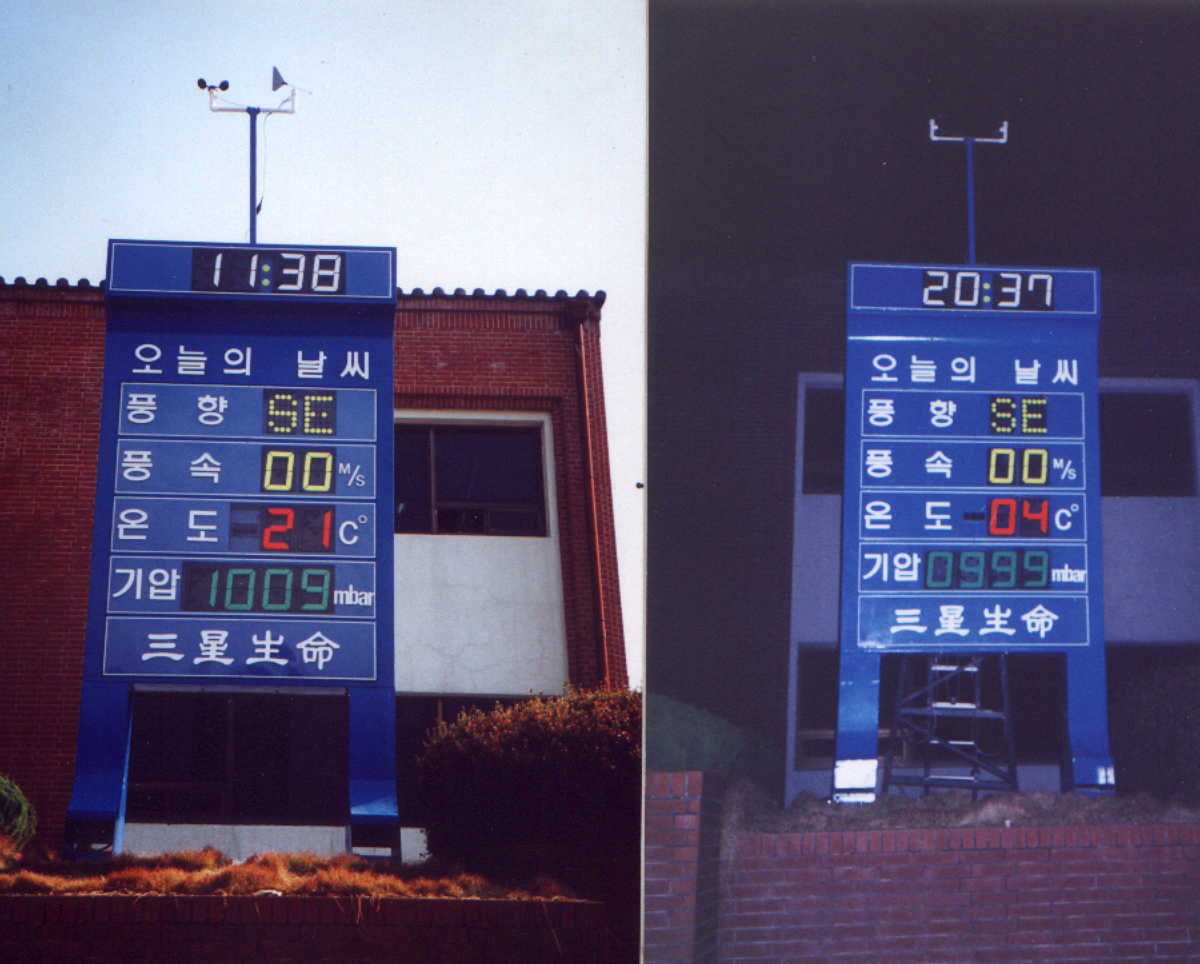 11:38
오늘의 날씨
풍향 SE
풍속 00 M/S
온도 21 C°
기압 1009 mbar
三星生命
20:37
오늘의 날씨
풍향 SE
풍속 00 M/S
온도 -04 C°
기압 0999 mbar
三星生命